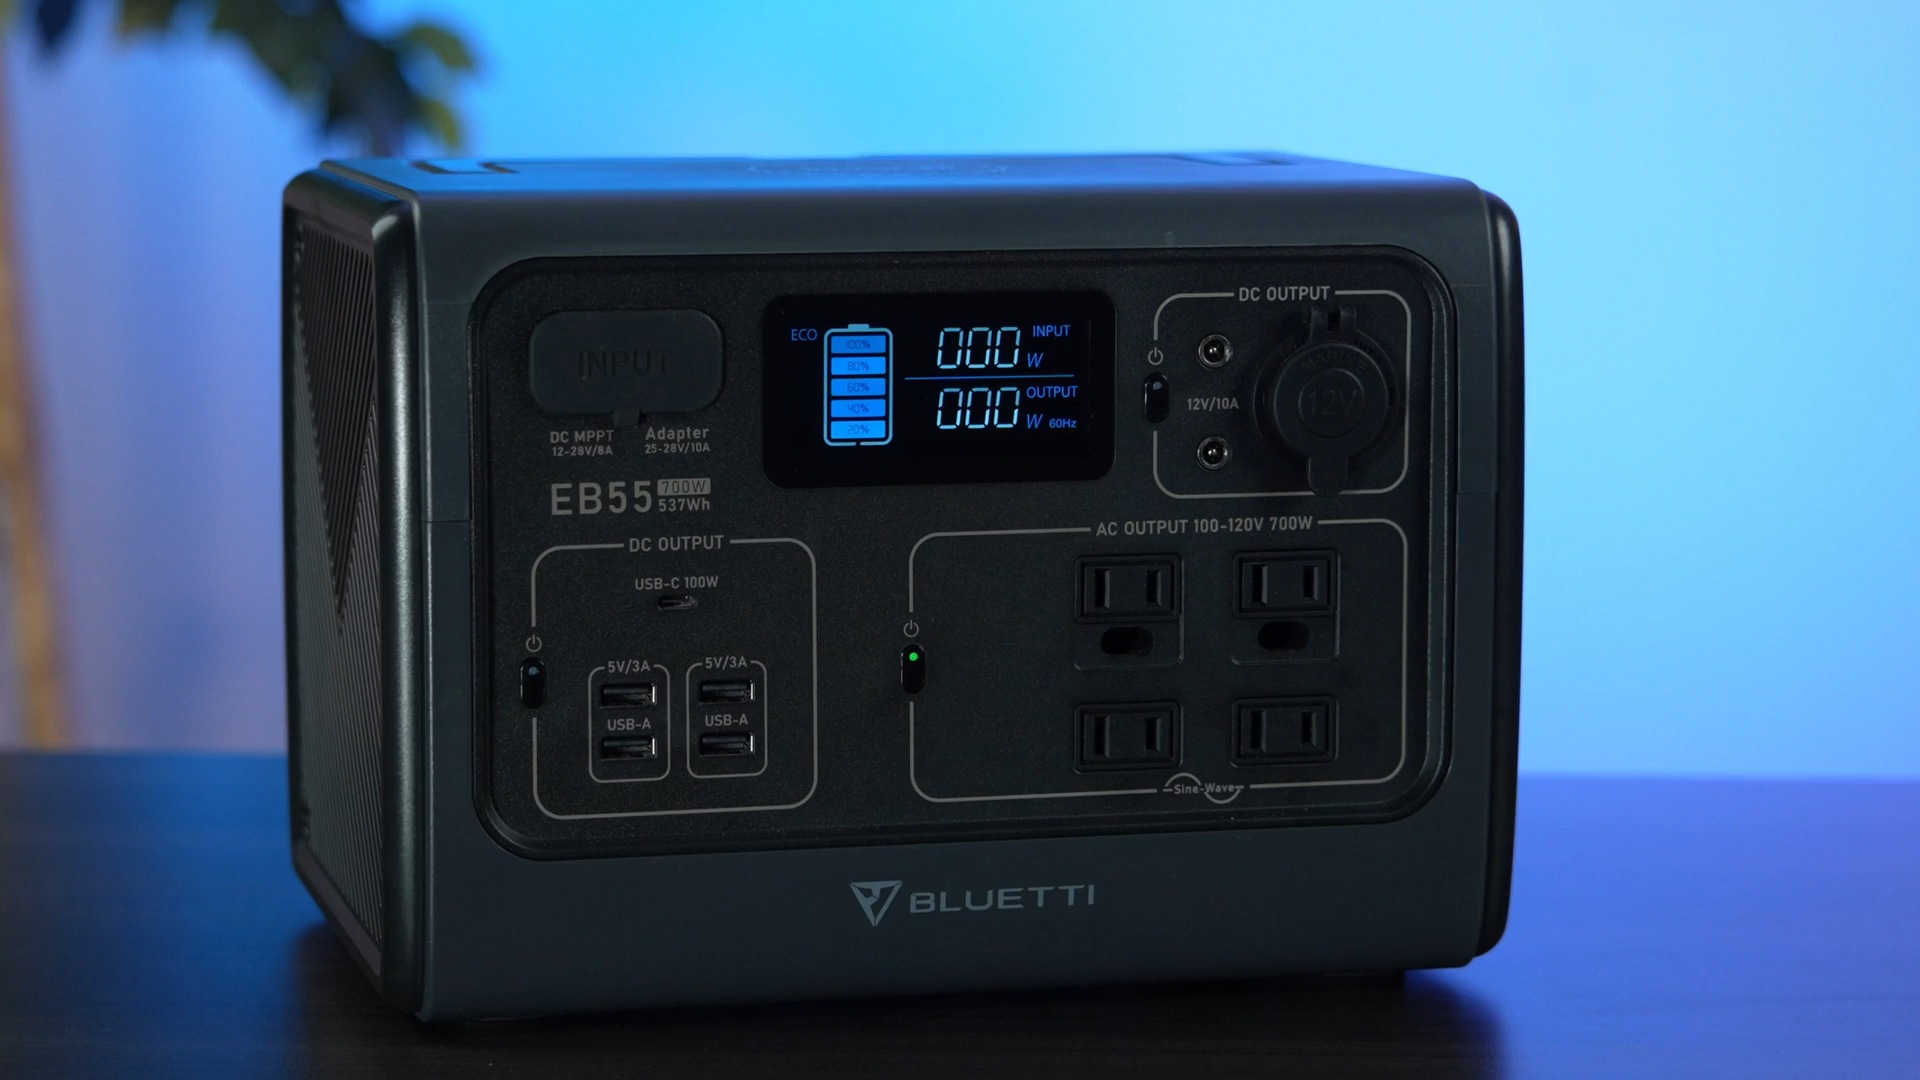 INPUT
DC MPPT
12-28V/8A
Adapter
25-28V/10A
EB55
700W
537Wh
ECO
100%
80%
60%
40%
20%
000 INPUT
W
000 OUTPUT
W 60Hz
DC OUTPUT
12V/10A
12V
DC OUTPUT
USB-C 100W
5V/3A
USB-A
5V/3A
USB-A
AC OUTPUT 100-120V 700W
Sine-Wave
BLUETTI